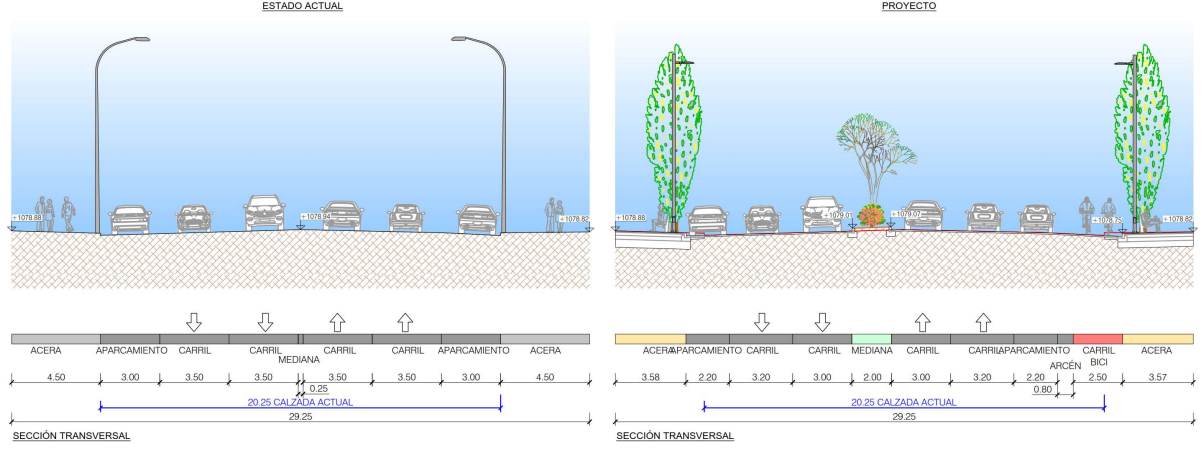 ESTADO ACTUAL
+1078.88
+1078.94
+1078.82
ACERA APARCAMIENTO CARRIL CARRIL CARRIL CARRIL APARCAMIENTO ACERA
MEDIANA
4.50 3.00 3.50 3.50 3.50 3.50 3.00 4.50
0.25
20.25 CALZADA ACTUAL
29.25
SECCIÓN TRANSVERSAL
PROYECTO
+1078.88
+1079.01
+1079.07
+1078.75
+1078.82
ACERA APARCAMIENTO CARRIL CARRIL MEDIANA CARRIL CARRIL APARCAMIENTO CARRIL BICI ACERA
ARCÉN
3.58 2.20 3.20 3.00 2.00 3.00 3.20 2.20 2.50 3.57
0.80
20.25 CALZADA ACTUAL
29.25
SECCIÓN TRANSVERSAL